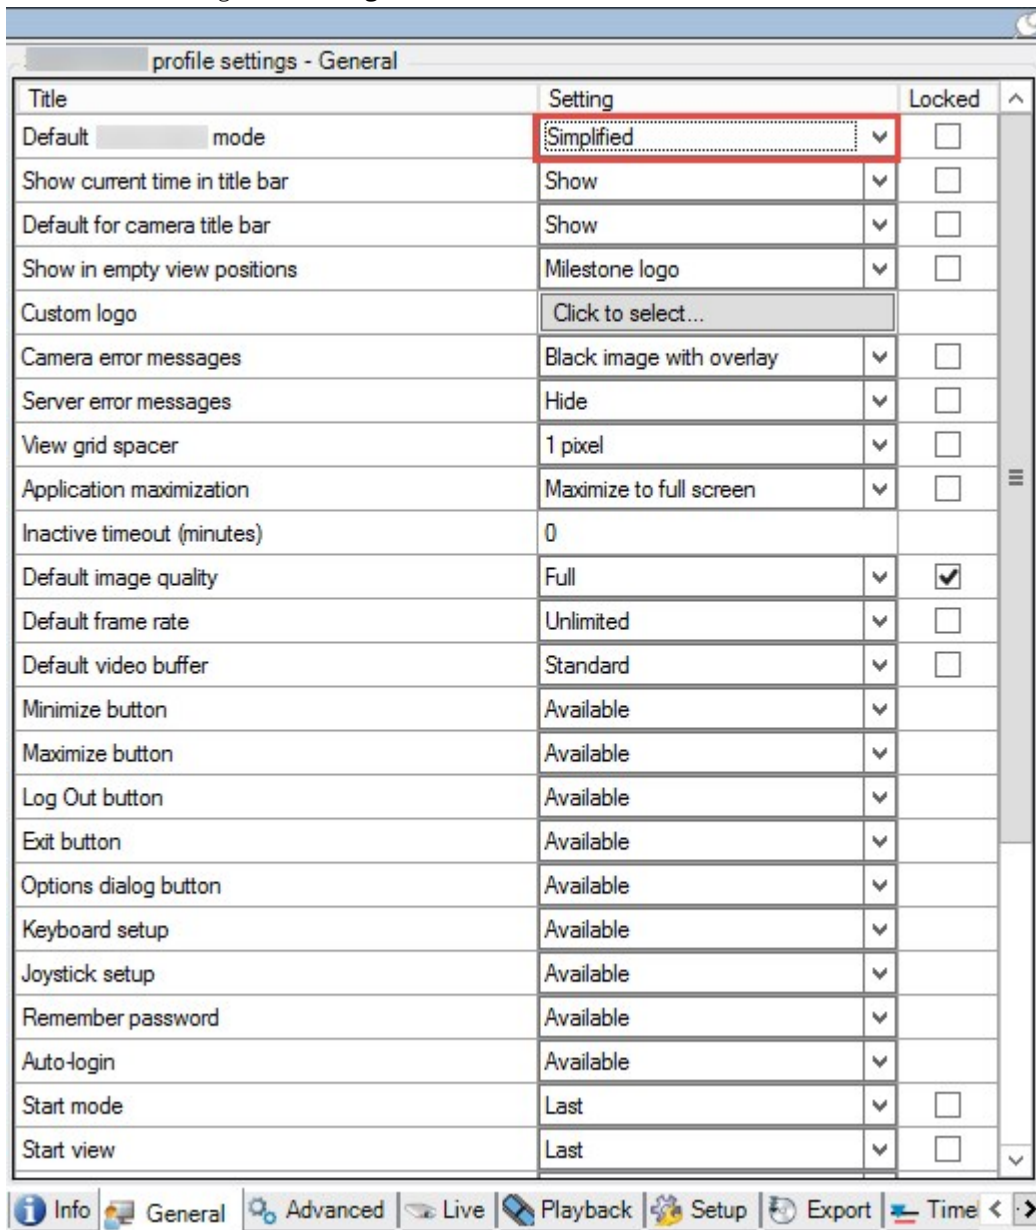 profile settings - General
Title Setting Locked
Default mode Simplified
Show current time in title bar Show
Default for camera title bar Show
Show in empty view positions Milestone logo
Custom logo Click to select...
Camera error messages Black image with overlay
Server error messages Hide
View grid spacer 1 pixel
Application maximization Maximize to full screen
Inactive timeout (minutes) 0
Default image quality Full
Default frame rate Unlimited
Default video buffer Standard
Minimize button Available
Maximize button Available
Log Out button Available
Exit button Available
Options dialog button Available
Keyboard setup Available
Joystick setup Available
Remember password Available
Auto-login Available
Start mode Last
Start view Last
Info General Advanced Live Playback Setup Export Time